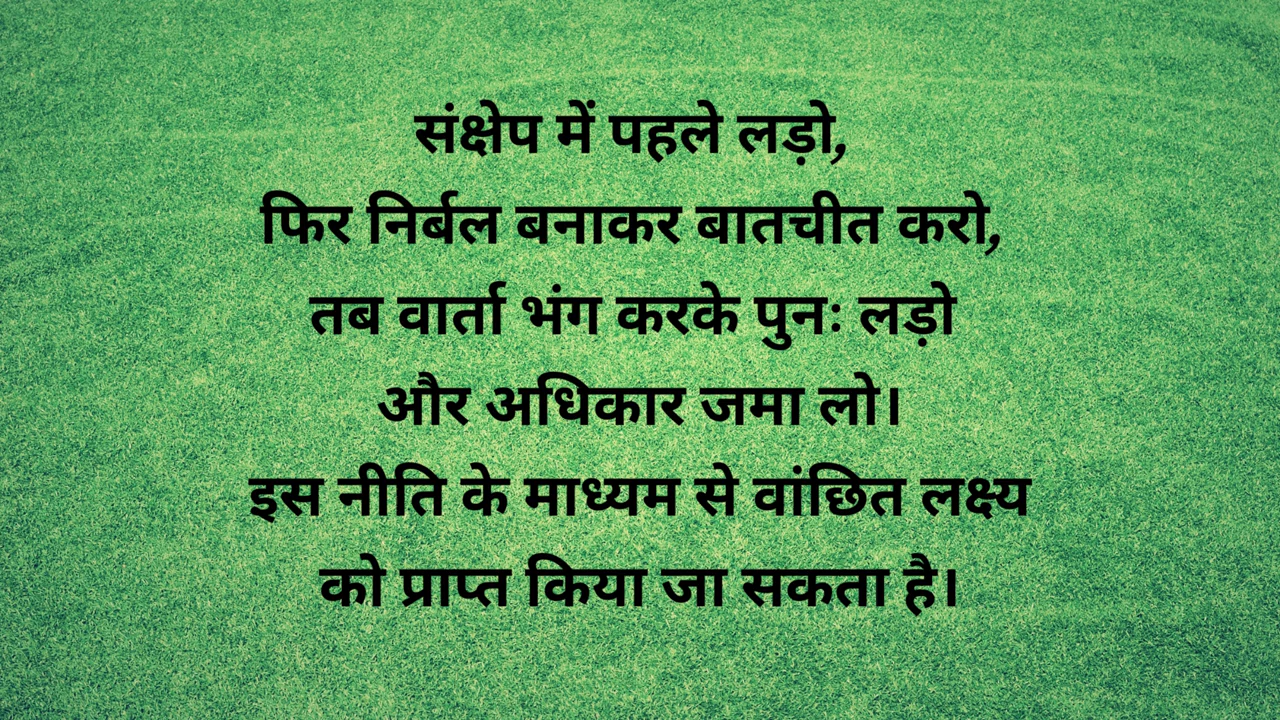 संक्षेप में पहले लड़ो,
फिर निर्बल बनाकर बातचीत करो,
तब वार्ता भंग करके पुनः लड़ो
और अधिकार जमा लो।
इस नीति के माध्यम से वांछित लक्ष्य
को प्राप्त किया जा सकता है।